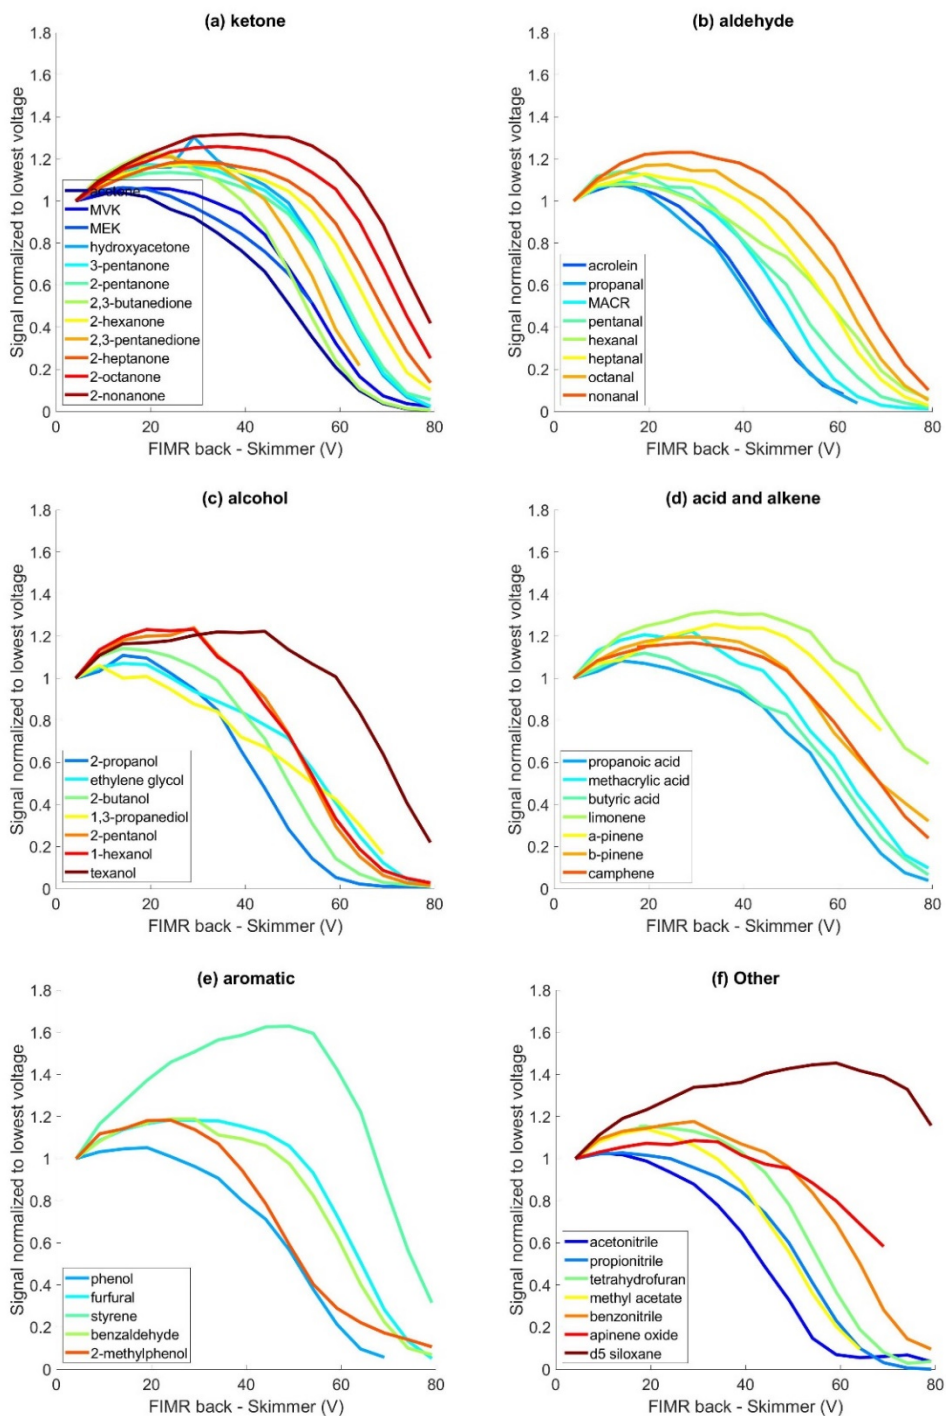 (a) ketone
Signal normalized to lowest voltage
1.8
1.6
1.4
1.2
1
0.8
0.6
0.4
0.2
0
acetone
MVK
MEK
hydroxyacetone
3-pentanone
2-pentanone
2,3-butanedione
2-hexanone
2,3-pentanedione
2-heptanone
2-octanone
2-nonanone
0 20 40 60 80
FIMR back - Skimmer (V)
(b) aldehyde
Signal normalized to lowest voltage
1.8
1.6
1.4
1.2
1
0.8
0.6
0.4
0.2
0
acrolein
propanal
MACR
pentanal
hexanal
heptanal
octanal
nonanal
0 20 40 60 80
FIMR back - Skimmer (V)
(c) alcohol
Signal normalized to lowest voltage
1.8
1.6
1.4
1.2
1
0.8
0.6
0.4
0.2
0
2-propanol
ethylene glycol
2-butanol
1,3-propanediol
2-pentanol
1-hexanol
texanol
0 20 40 60 80
FIMR back - Skimmer (V)
(d) acid and alkene
Signal normalized to lowest voltage
1.8
1.6
1.4
1.2
1
0.8
0.6
0.4
0.2
0
propanoic acid
methacrylic acid
butyric acid
limonene
a-pinene
b-pinene
camphene
0 20 40 60 80
FIMR back - Skimmer (V)
(e) aromatic
Signal normalized to lowest voltage
1.8
1.6
1.4
1.2
1
0.8
0.6
0.4
0.2
0
phenol
furfural
styrene
benzaldehyde
2-methylphenol
0 20 40 60 80
FIMR back - Skimmer (V)
(f) Other
Signal normalized to lowest voltage
1.8
1.6
1.4
1.2
1
0.8
0.6
0.4
0.2
0
acetonitrile
propionitrile
tetrahydrofuran
methyl acetate
benzonitrile
apinene oxide
d5 siloxane
0 20 40 60 80
FIMR back - Skimmer (V)